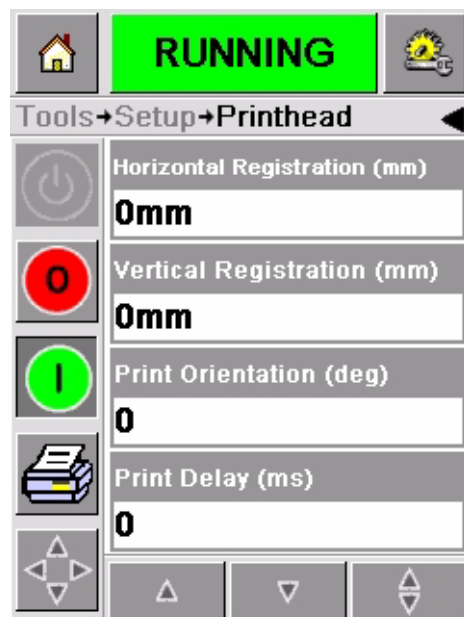 RUNNING
Tools→Setup→Printhead
Horizontal Registration (mm)
0mm
Vertical Registration (mm)
0mm
Print Orientation (deg)
0
Print Delay (ms)
0
O
I